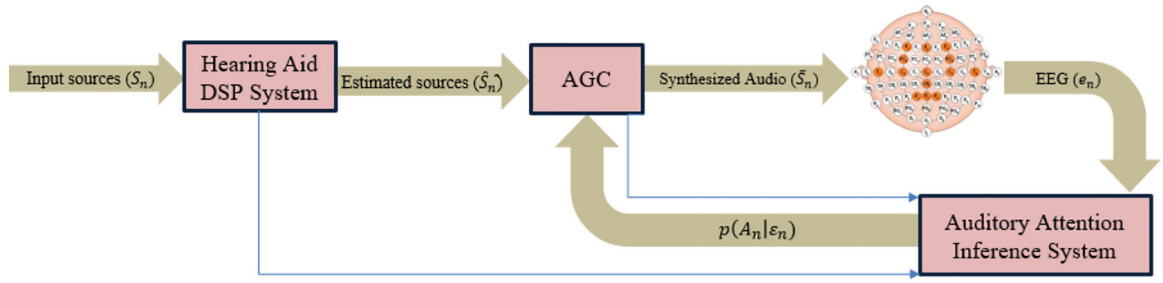 Input sources (Sₙ)
Hearing Aid
DSP System
Estimated sources (Ŝₙ)
AGC
Synthesized Audio (S̄ₙ)
EEG (eₙ)
Auditory Attention
Inference System
p(Aₙ|εₙ)